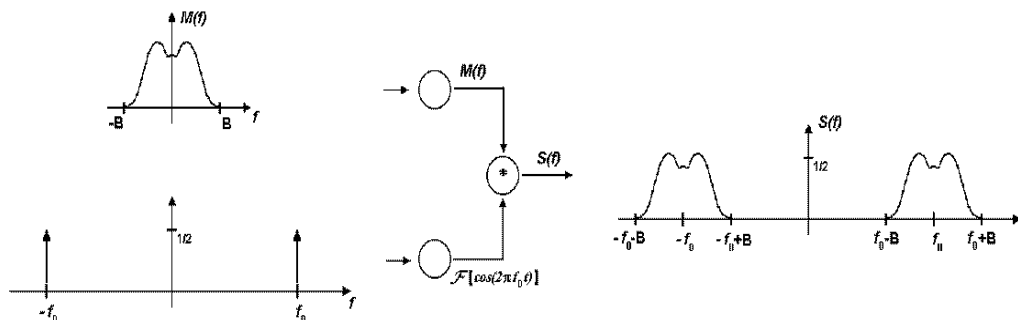 M(f)
-B
B
f
1/2
-f₀
f₀
f
M(f)
*
S(f)
ℱ[cos(2πf₀t)]
S(f)
1/2
-f₀-B
-f₀
-f₀+B
f₀-B
f₀
f₀+B